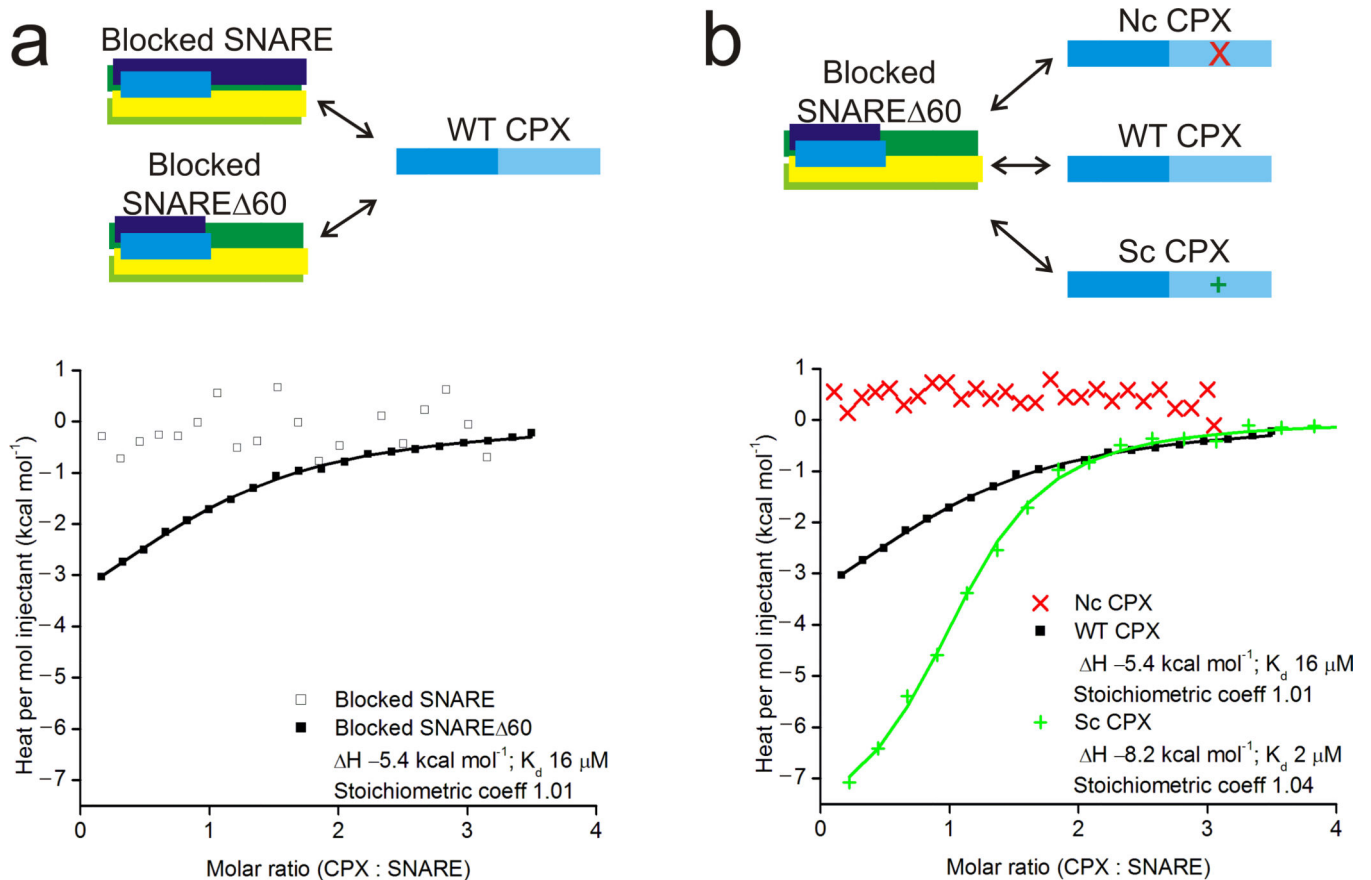 a
Blocked SNARE
WT CPX
Blocked
SNAREΔ60
1
0
−1
−2
−3
−4
−5
−6
−7
Heat per mol injectant (kcal mol⁻¹)
Blocked SNARE
Blocked SNAREΔ60
ΔH −5.4 kcal mol⁻¹; K_d 16 μM
Stoichiometric coeff 1.01
0 1 2 3 4
Molar ratio (CPX : SNARE)
b
Nc CPX
X
Blocked
SNAREΔ60
WT CPX
Sc CPX
+
1
0
−1
−2
−3
−4
−5
−6
−7
Heat per mol injectant (kcal mol⁻¹)
Nc CPX
WT CPX
ΔH −5.4 kcal mol⁻¹; K_d 16 μM
Stoichiometric coeff 1.01
Sc CPX
ΔH −8.2 kcal mol⁻¹; K_d 2 μM
Stoichiometric coeff 1.04
0 1 2 3 4
Molar ratio (CPX : SNARE)